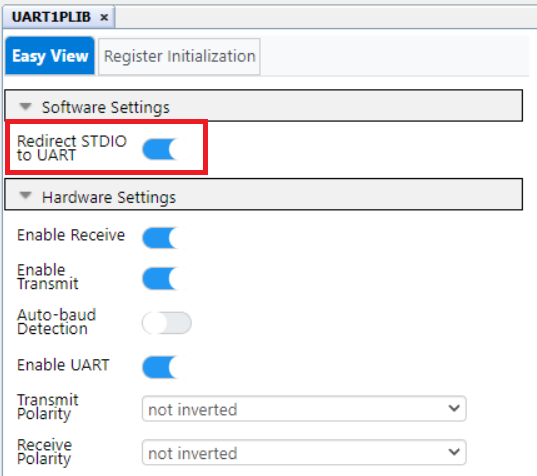 UART1PLIB ×
Easy View Register Initialization
Software Settings
Redirect STDIO
to UART
Hardware Settings
Enable Receive
Enable
Transmit
Auto-baud
Detection
Enable UART
Transmit
Polarity
not inverted
Receive
Polarity
not inverted